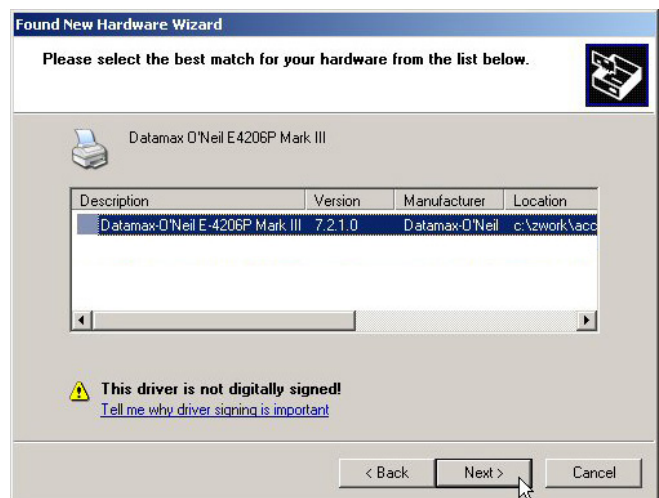 Found New Hardware Wizard
Please select the best match for your hardware from the list below.
Datamax O'Neil E4206P Mark III
Description Version Manufacturer Location
Datamax-O'Neil E-4206P Mark III 7.2.1.0 Datamax-O'Neil c:\zwork\acc
This driver is not digitally signed!
Tell me why driver signing is important
< Back Next > Cancel